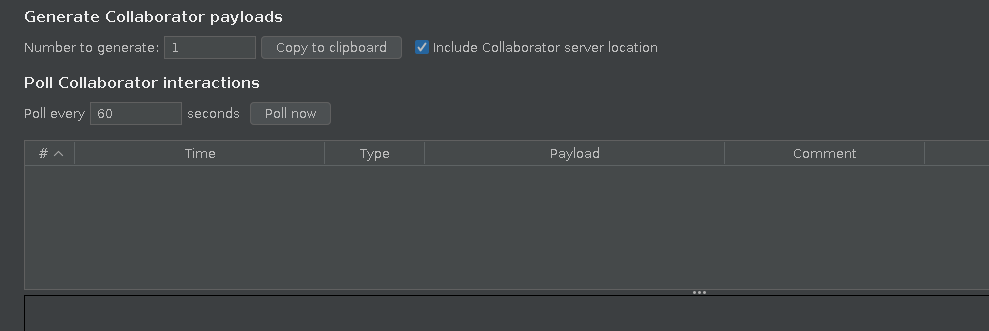 Generate Collaborator payloads
Number to generate: 1 Copy to clipboard Include Collaborator server location
Poll Collaborator interactions
Poll every 60 seconds Poll now
# Time Type Payload Comment